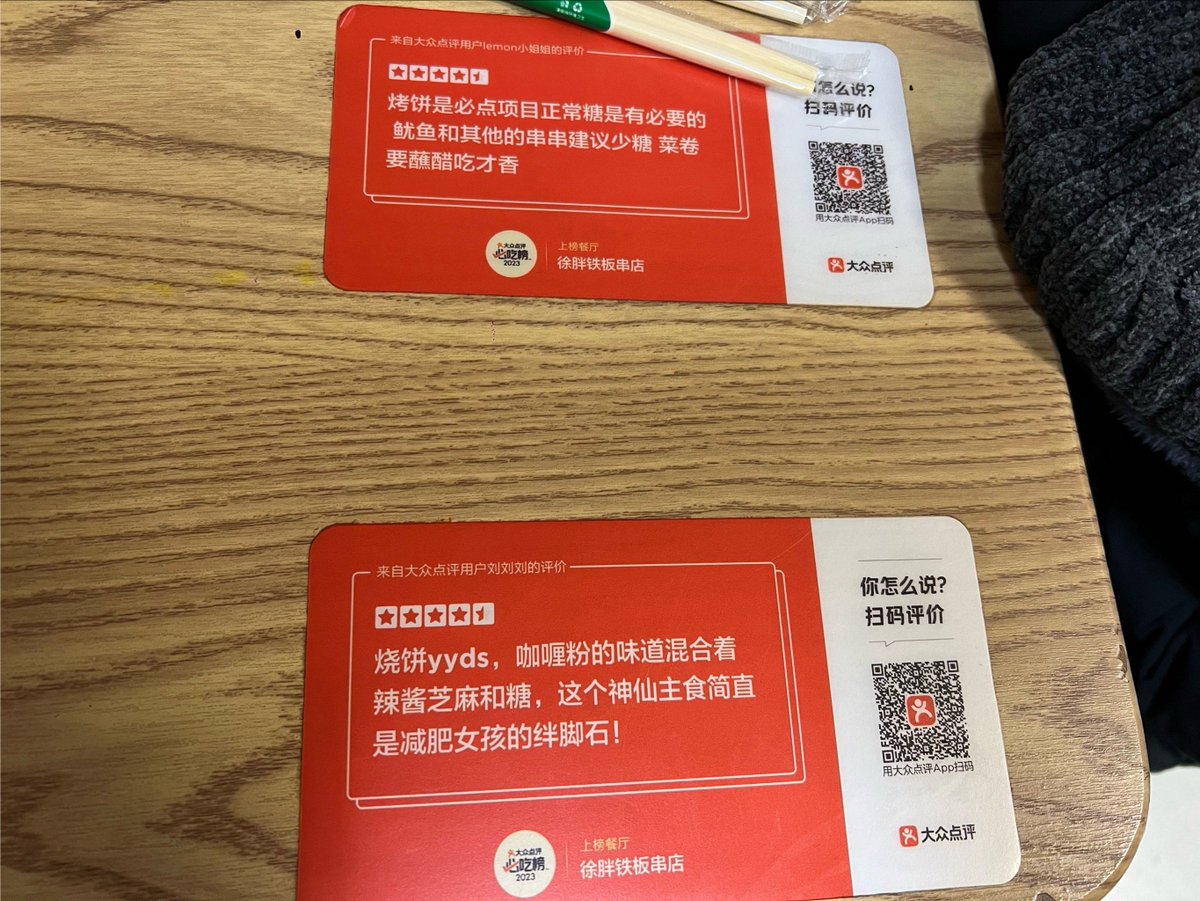 来自大众点评用户lemon小姐姐的评价
烤饼是必点项目正常糖是有必要的
鱿鱼和其他的串串建议少糖 菜卷
要蘸醋吃才香
大众点评
必吃榜
2023
上榜餐厅
徐胖铁板串店
怎么说?
扫码评价
用大众点评App扫码
大众点评
来自大众点评用户刘刘刘的评价
烧饼yyds，咖喱粉的味道混合着
辣酱芝麻和糖，这个神仙主食简直
是减肥女孩的绊脚石！
大众点评
必吃榜
2023
上榜餐厅
徐胖铁板串店
你怎么说?
扫码评价
用大众点评App扫码
大众点评